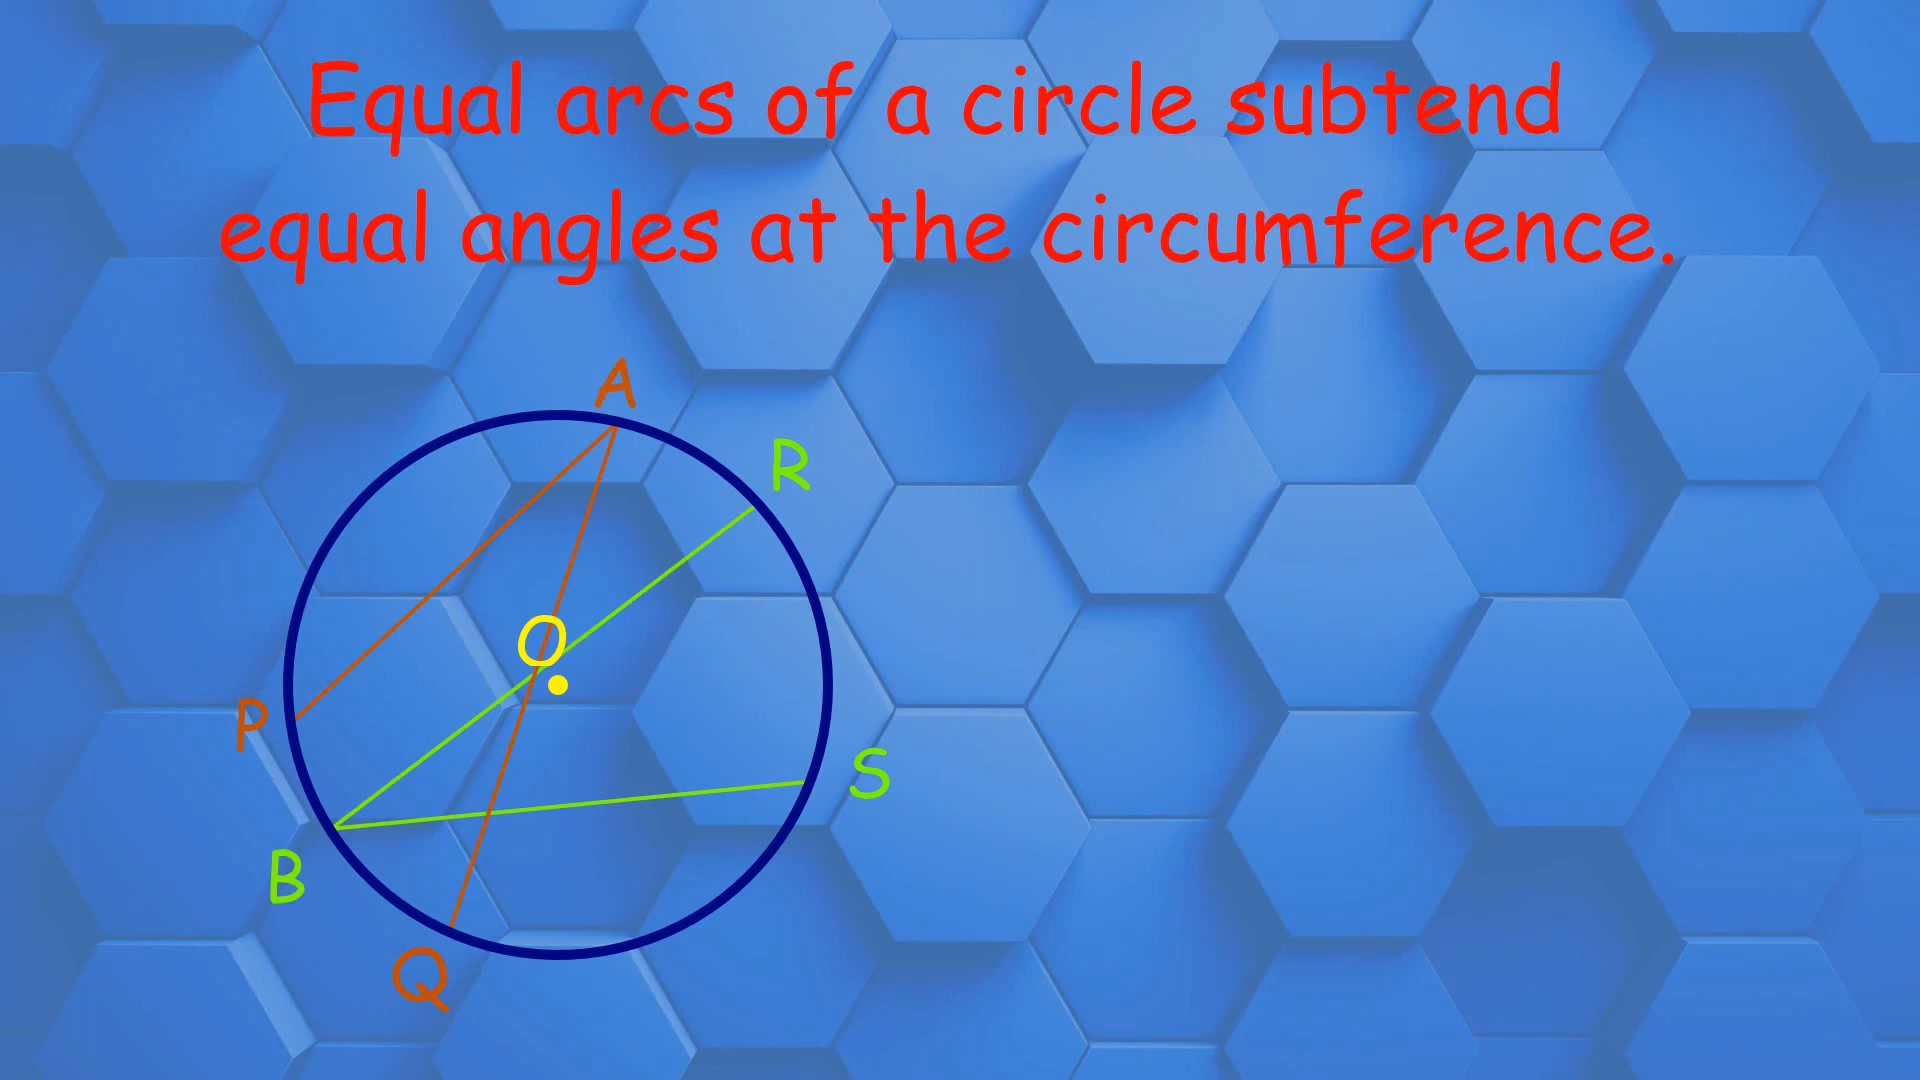 Equal arcs of a circle subtend
equal angles at the circumference.
A
R
O
P
S
B
Q